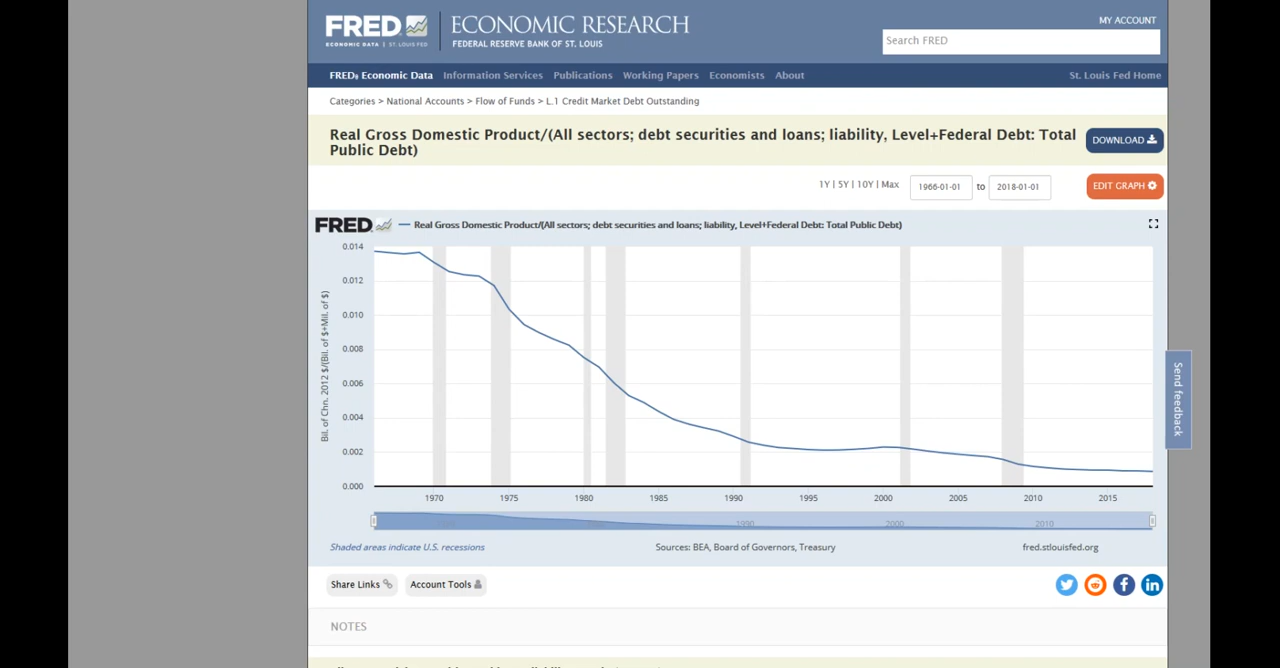 FRED
ECONOMIC DATA | ST. LOUIS FED
ECONOMIC RESEARCH
FEDERAL RESERVE BANK OF ST. LOUIS
MY ACCOUNT
Search FRED
FRED® Economic Data Information Services Publications Working Papers Economists About St. Louis Fed Home
Categories > National Accounts > Flow of Funds > L.1 Credit Market Debt Outstanding
Real Gross Domestic Product/(All sectors; debt securities and loans; liability, Level+Federal Debt: Total
Public Debt)
DOWNLOAD
1Y | 5Y | 10Y | Max 1966-01-01 to 2018-01-01
EDIT GRAPH
FRED Real Gross Domestic Product/(All sectors; debt securities and loans; liability, Level+Federal Debt: Total Public Debt)
Bil. of Chn. 2012 $/(Bil. of $+Mil. of $)
0.014
0.012
0.010
0.008
0.006
0.004
0.002
0.000
1970 1975 1980 1985 1990 1995 2000 2005 2010 2015
1990 2000 2010
Shaded areas indicate U.S. recessions Sources: BEA, Board of Governors, Treasury fred.stlouisfed.org
Send feedback
Share Links Account Tools
NOTES